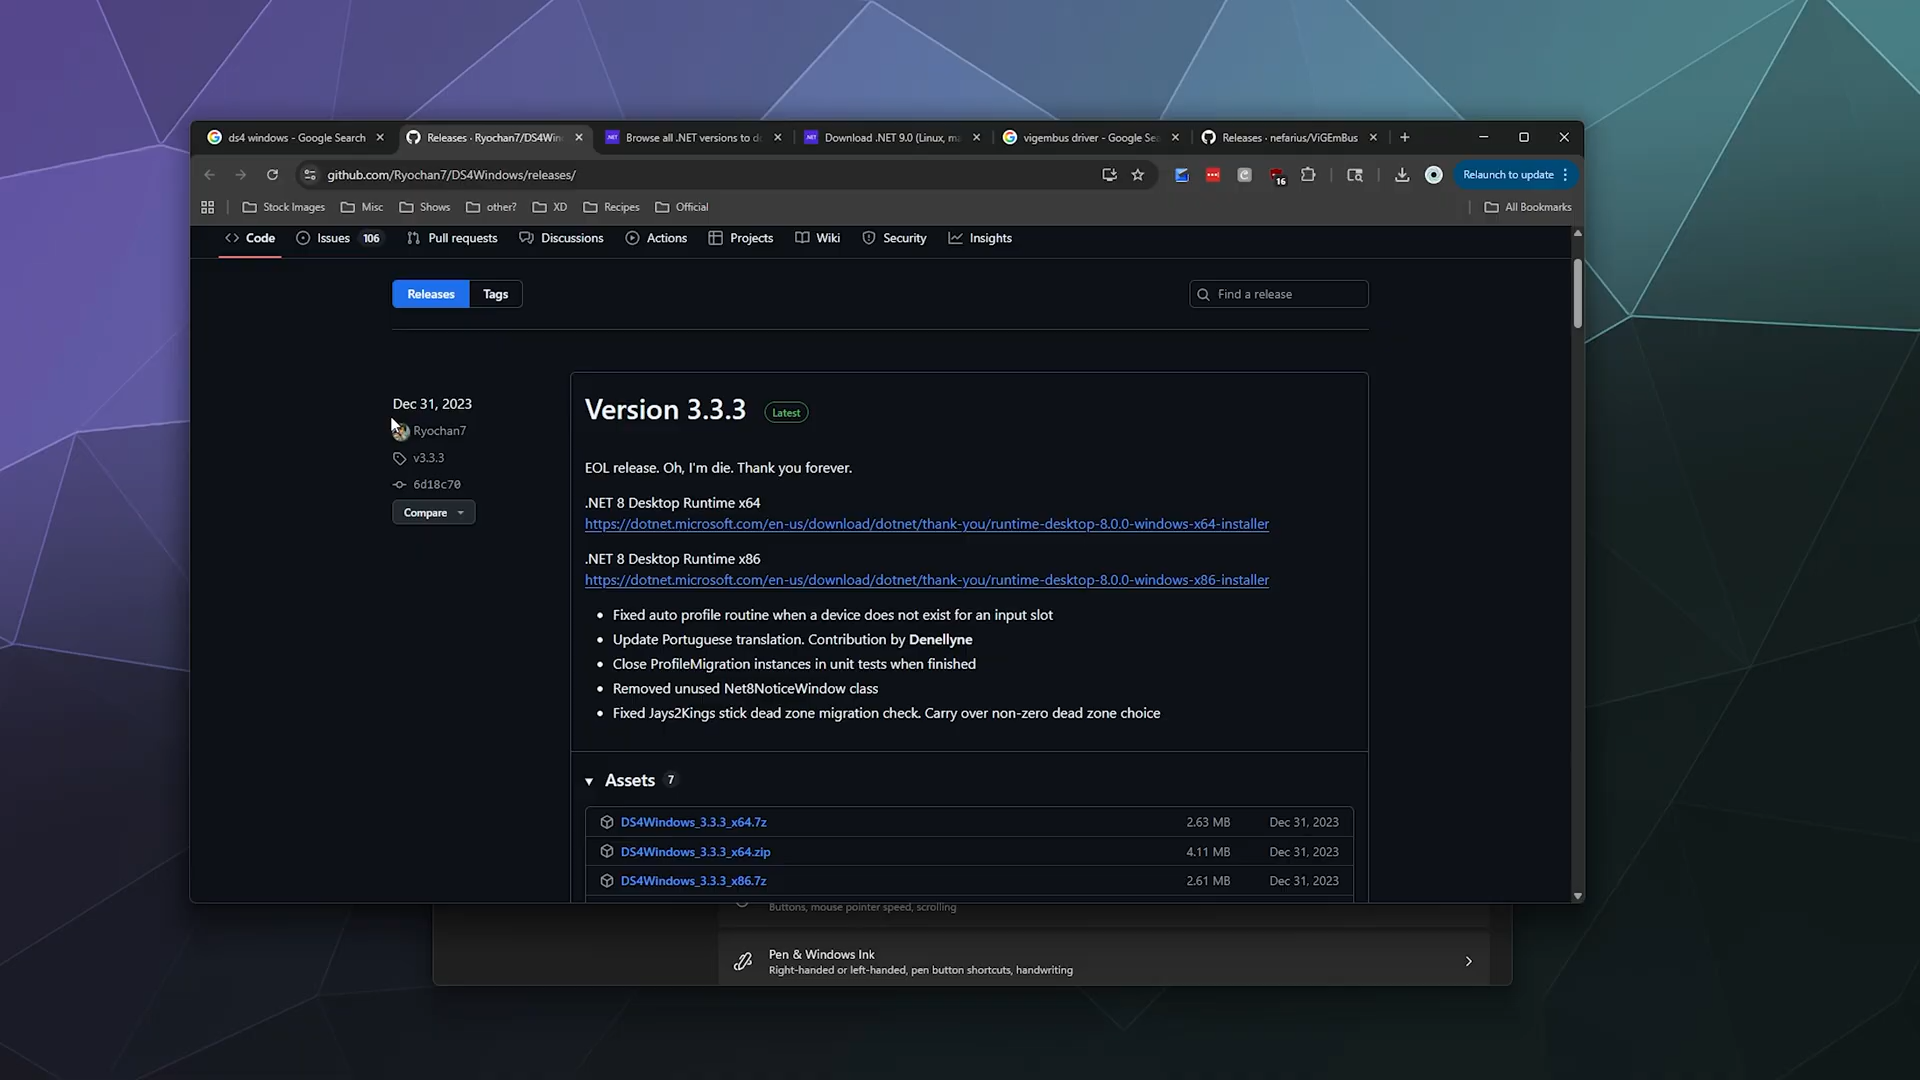 ds4 windows - Google Search
Releases · Ryochan7/DS4Win
Browse all .NET versions to d
Download .NET 9.0 (Linux, ma
vigembus driver - Google Se
Releases · nefarius/ViGEmBus
github.com/Ryochan7/DS4Windows/releases/
16
Relaunch to update
Stock Images
Misc
Shows
other?
XD
Recipes
Official
All Bookmarks
Code
Issues 106
Pull requests
Discussions
Actions
Projects
Wiki
Security
Insights
Releases
Tags
Find a release
Dec 31, 2023
Ryochan7
v3.3.3
6d18c70
Compare
Version 3.3.3 Latest
EOL release. Oh, I'm die. Thank you forever.
.NET 8 Desktop Runtime x64
https://dotnet.microsoft.com/en-us/download/dotnet/thank-you/runtime-desktop-8.0.0-windows-x64-installer
.NET 8 Desktop Runtime x86
https://dotnet.microsoft.com/en-us/download/dotnet/thank-you/runtime-desktop-8.0.0-windows-x86-installer
Fixed auto profile routine when a device does not exist for an input slot
Update Portuguese translation. Contribution by Denellyne
Close ProfileMigration instances in unit tests when finished
Removed unused Net8NoticeWindow class
Fixed Jays2Kings stick dead zone migration check. Carry over non-zero dead zone choice
Assets 7
DS4Windows_3.3.3_x64.7z 2.63 MB Dec 31, 2023
DS4Windows_3.3.3_x64.zip 4.11 MB Dec 31, 2023
DS4Windows_3.3.3_x86.7z 2.61 MB Dec 31, 2023
Buttons, mouse pointer speed, scrolling
Pen & Windows Ink
Right-handed or left-handed, pen button shortcuts, handwriting